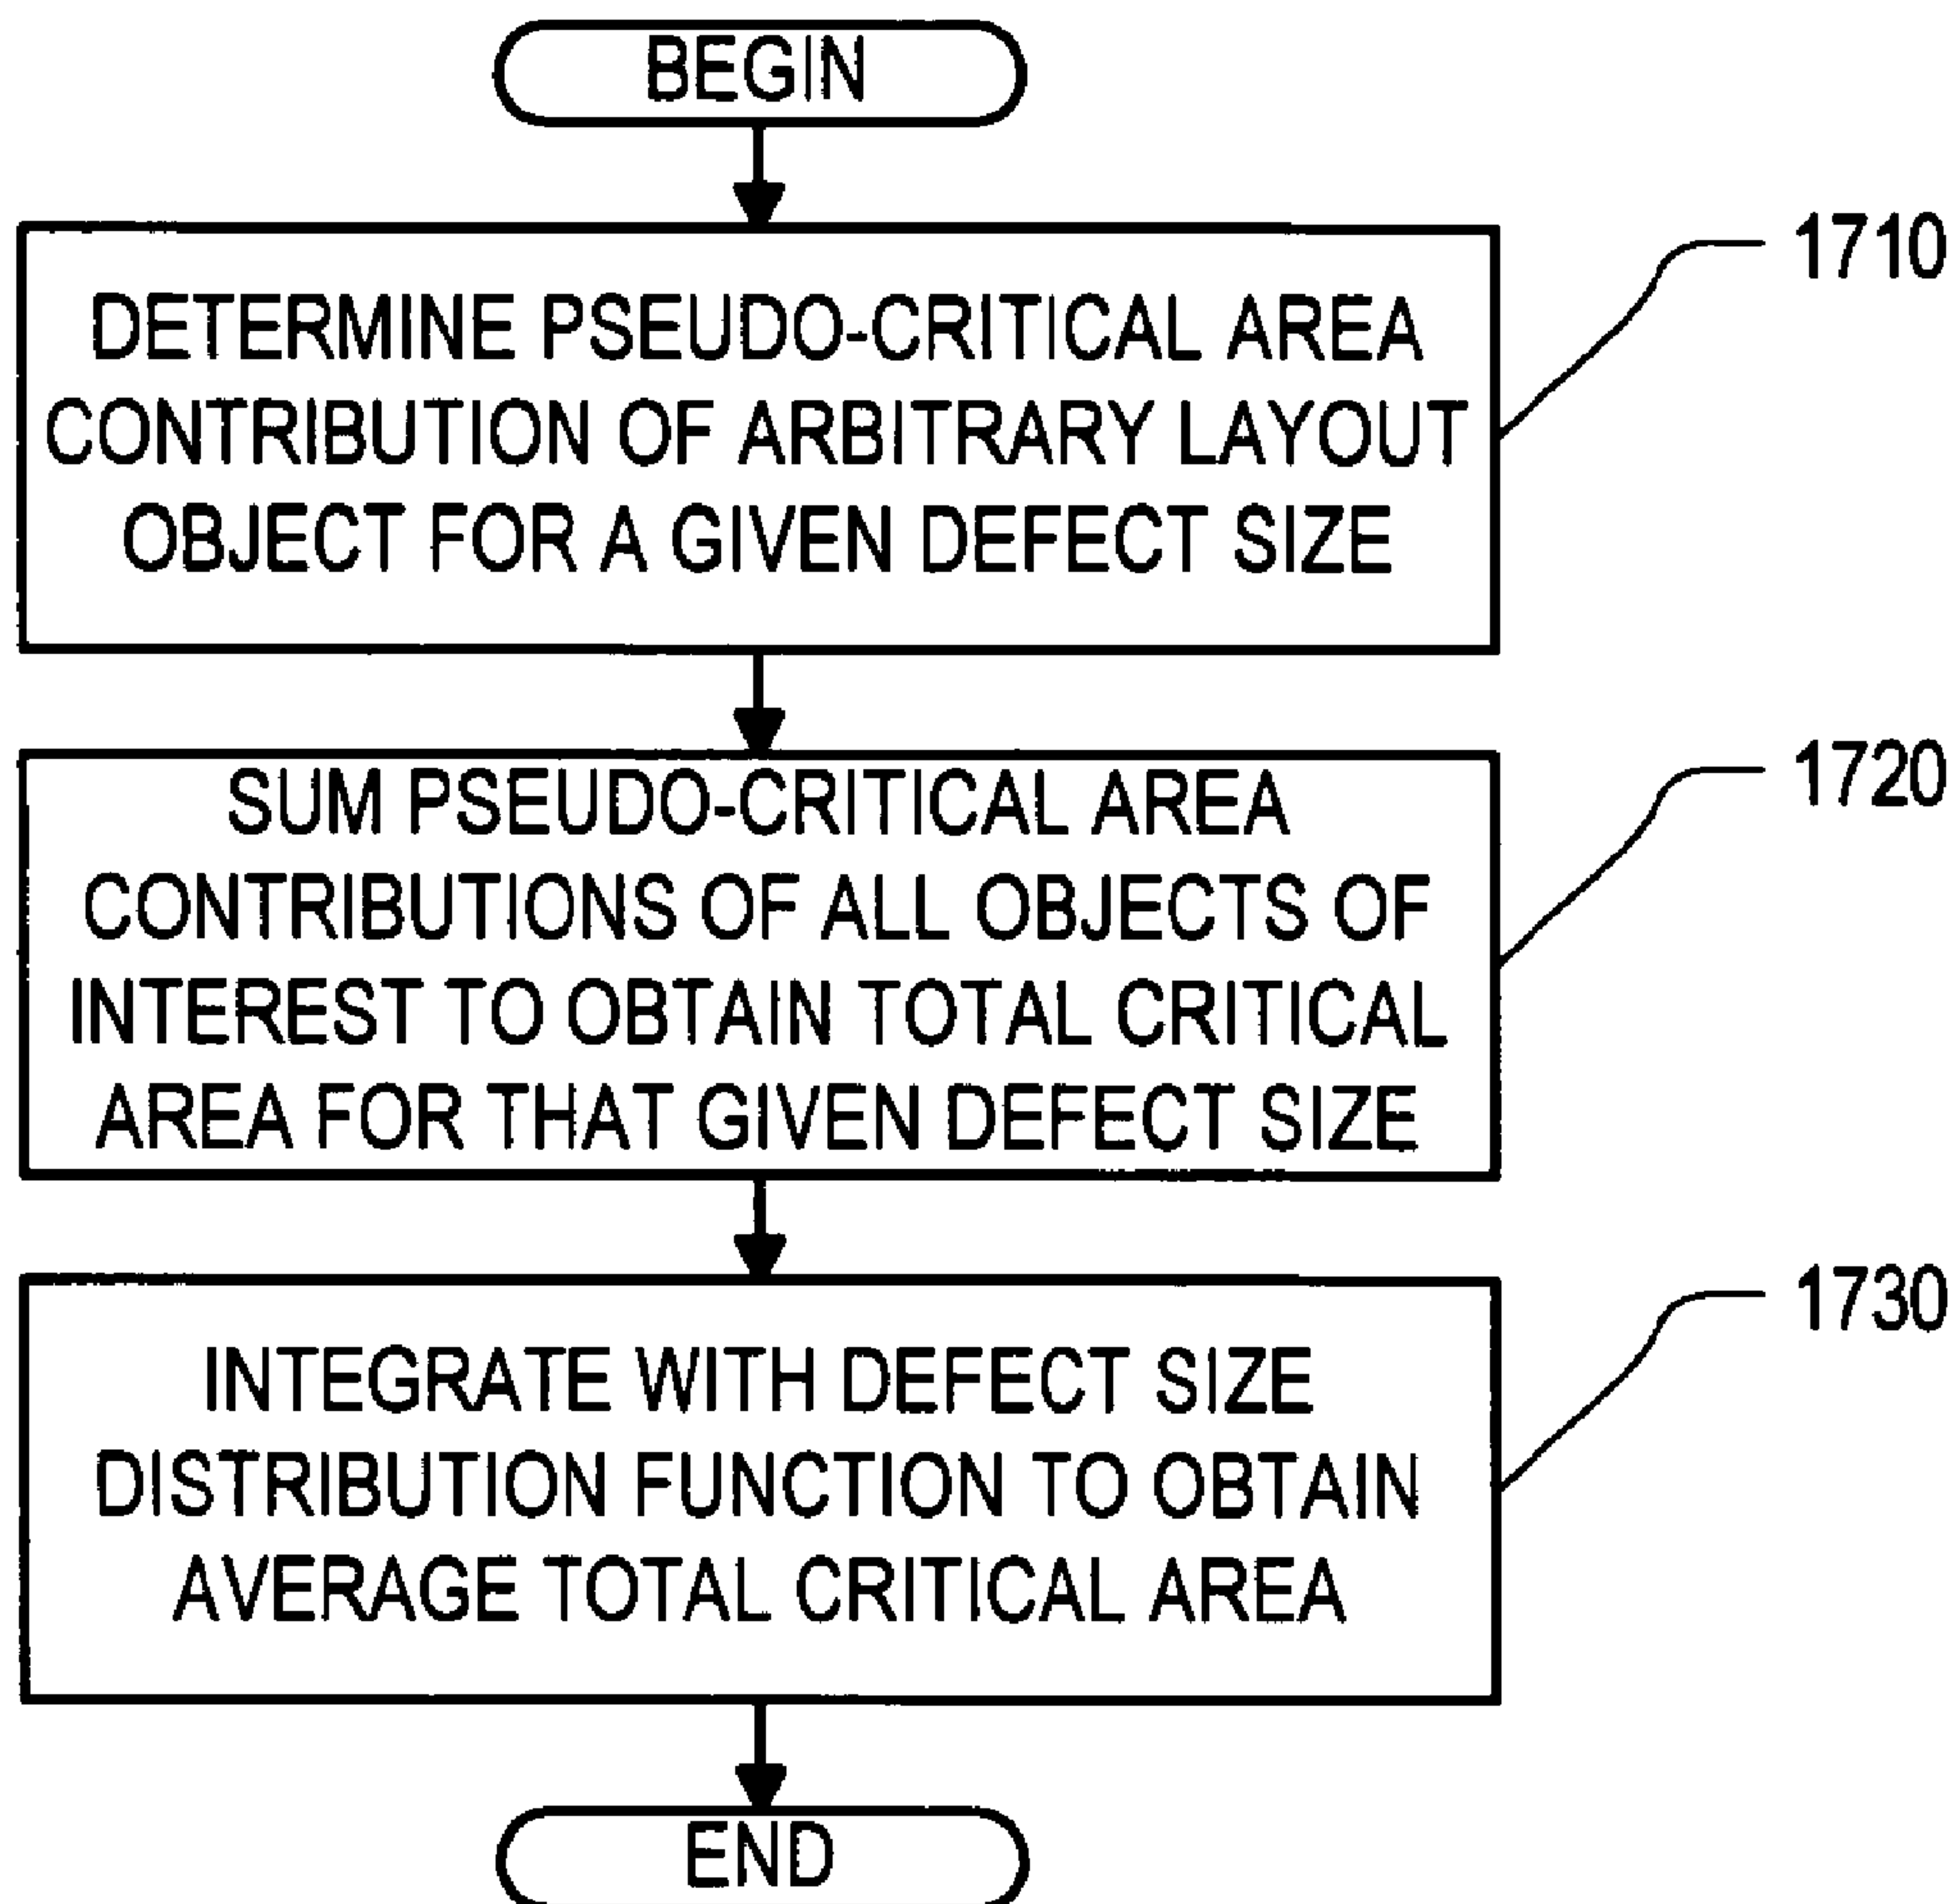 BEGIN
1710
DETERMINE PSEUDO-CRITICAL AREA
CONTRIBUTION OF ARBITRARY LAYOUT
OBJECT FOR A GIVEN DEFECT SIZE
1720
SUM PSEUDO-CRITICAL AREA
CONTRIBUTIONS OF ALL OBJECTS OF
INTEREST TO OBTAIN TOTAL CRITICAL
AREA FOR THAT GIVEN DEFECT SIZE
1730
INTEGRATE WITH DEFECT SIZE
DISTRIBUTION FUNCTION TO OBTAIN
AVERAGE TOTAL CRITICAL AREA
END